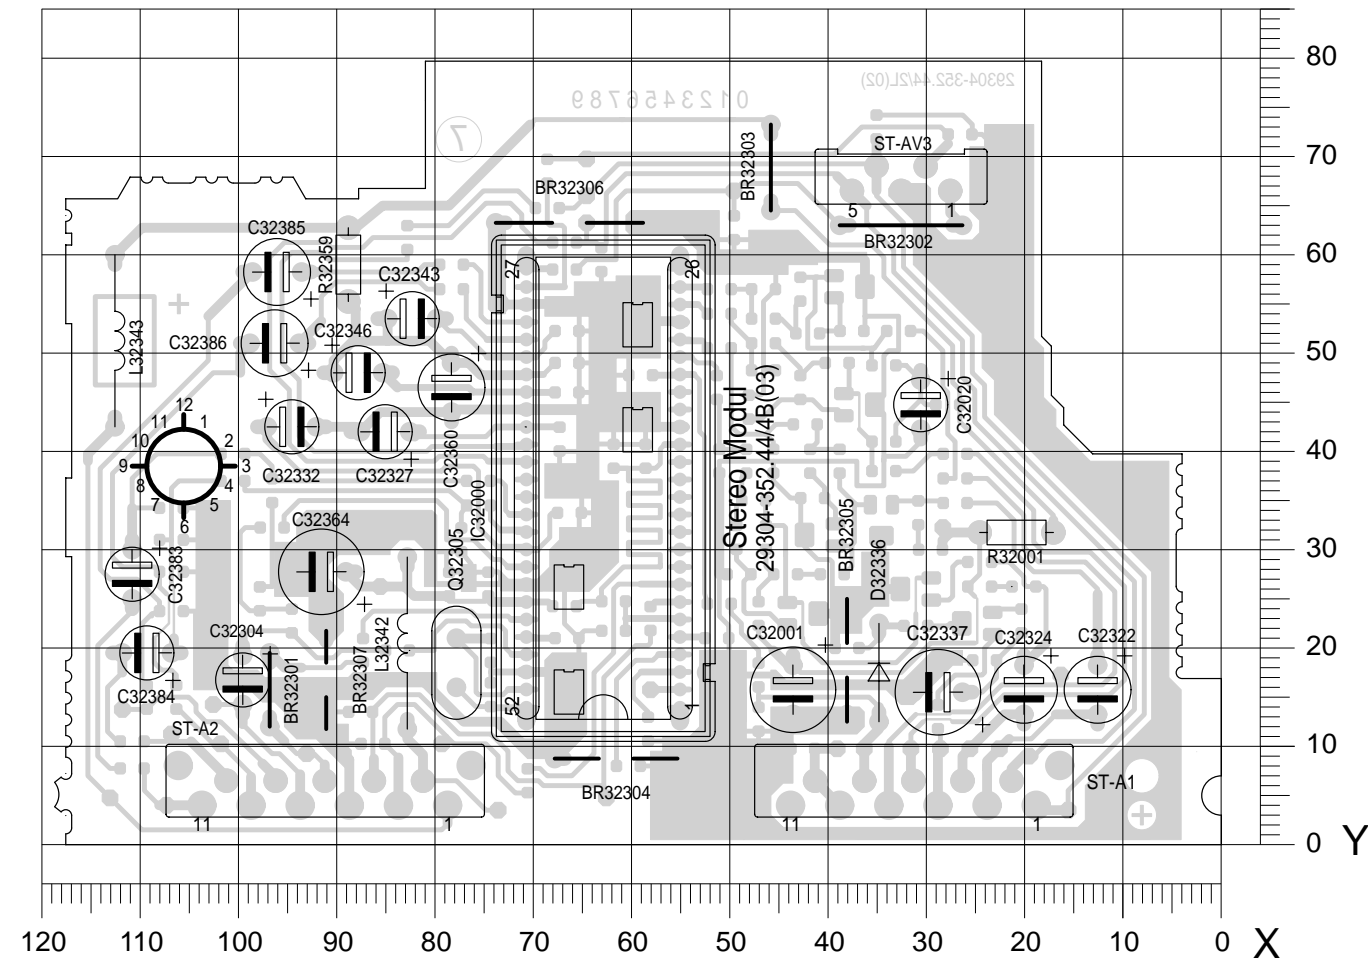 80
29304-352.44/2L(02)
0123456789
7
ST-AV3
BR32303
70
BR32306
5
1
C32385
BR32302
R32359
60
C32343
27
26
L32343
C32346
C32386
50
Stereo Modul
29304-352.44/4B(03)
C32020
12
11
1
10
2
9
3
8
4
7
5
6
40
C32332
C32327
C32360
IC32000
C32364
Q32305
BR32305
D32336
R32001
30
C32383
C32304
L32342
C32001
C32337
C32324
C32322
20
C32384
BR32301
BR32307
52
1
ST-A2
10
BR32304
ST-A1
11
1
11
1
0
Y
120
110
100
90
80
70
60
50
40
30
20
10
0
X